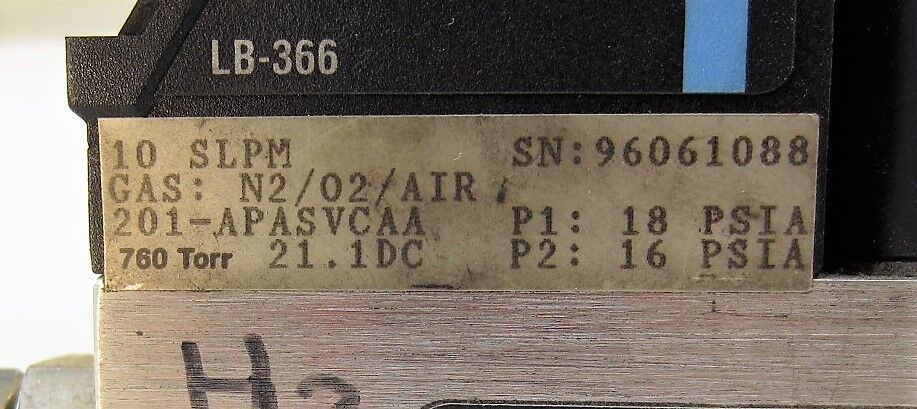 LB-366
10 SLPM SN:96061088
GAS: N2/O2/AIR
201-APASVCAA P1: 18 PSIA
760 Torr 21.1DC P2: 16 PSIA
H2